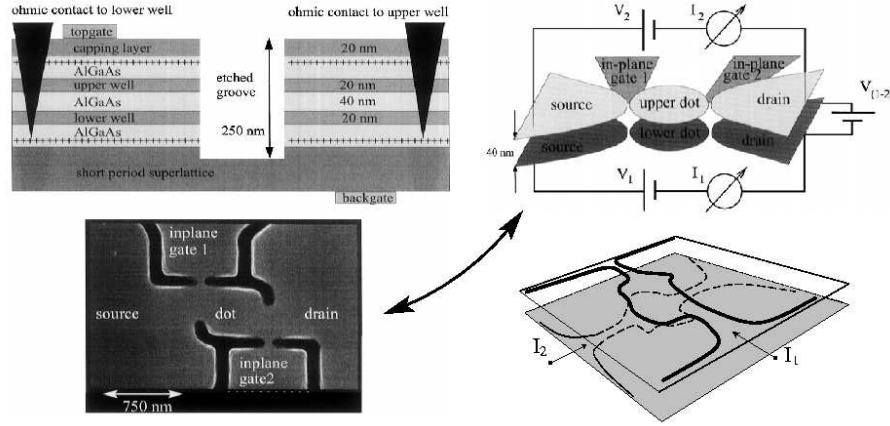 ohmic contact to lower well
ohmic contact to upper well
topgate
capping layer
AlGaAs
upper well
AlGaAs
lower well
AlGaAs
short period superlattice
backgate
etched
groove
250 nm
20 nm
20 nm
40 nm
20 nm
V2
I2
in-plane
gate 1
in-plane
gate 2
source
upper dot
drain
V(1-2)
source
lower dot
drain
40 nm
V1
I1
inplane
gate 1
source
dot
drain
inplane
gate2
750 nm
I2
I1